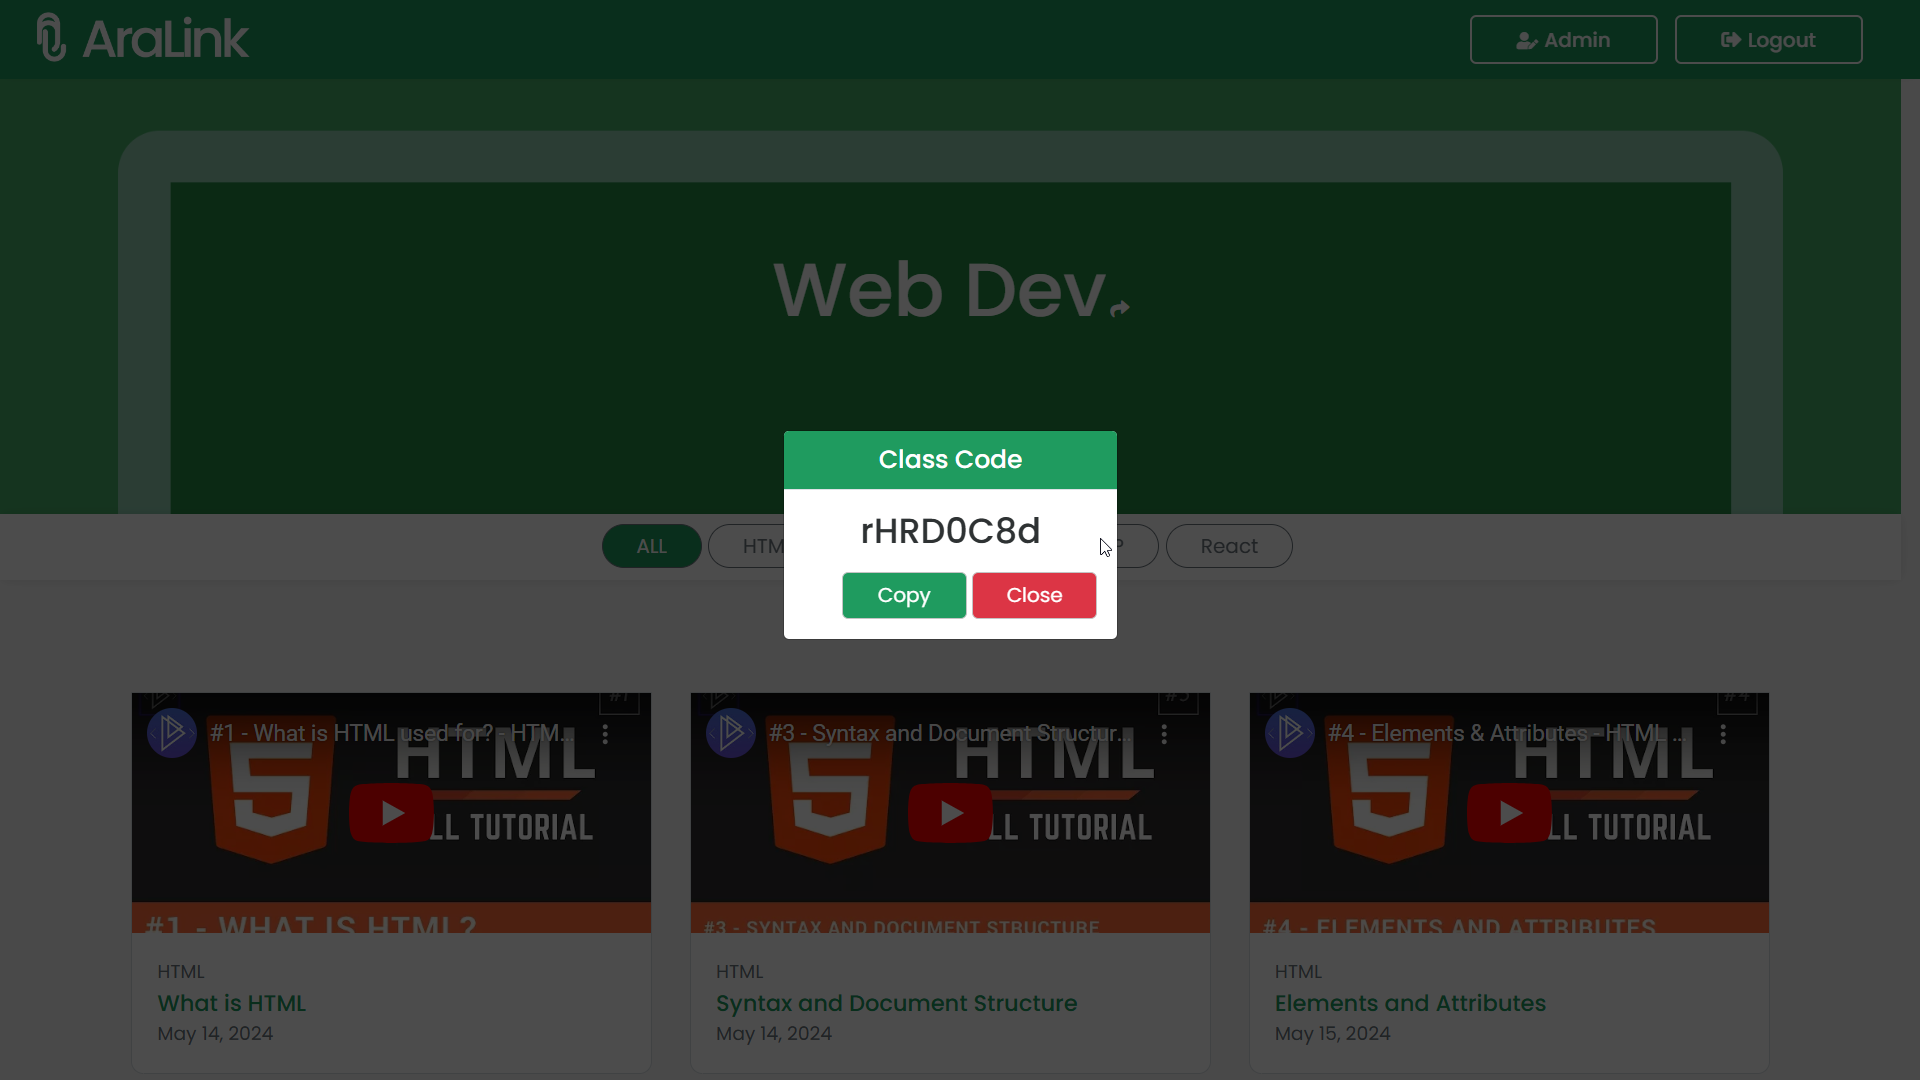 AraLink
Admin
Logout
Web Dev
Class Code
rHRD0C8d
Copy
Close
ALL
HTM
P
React
#1
#1 - What is HTML used for? - HTM...
HTML
LL TUTORIAL
#1 - WHAT IS HTML?
HTML
What is HTML
May 14, 2024
#3
#3 - Syntax and Document Structur...
HTML
LL TUTORIAL
#3 - SYNTAX AND DOCUMENT STRUCTURE
HTML
Syntax and Document Structure
May 14, 2024
#4
#4 - Elements & Attributes - HTML ...
HTML
LL TUTORIAL
#4 - ELEMENTS AND ATTRIBUTES
HTML
Elements and Attributes
May 15, 2024